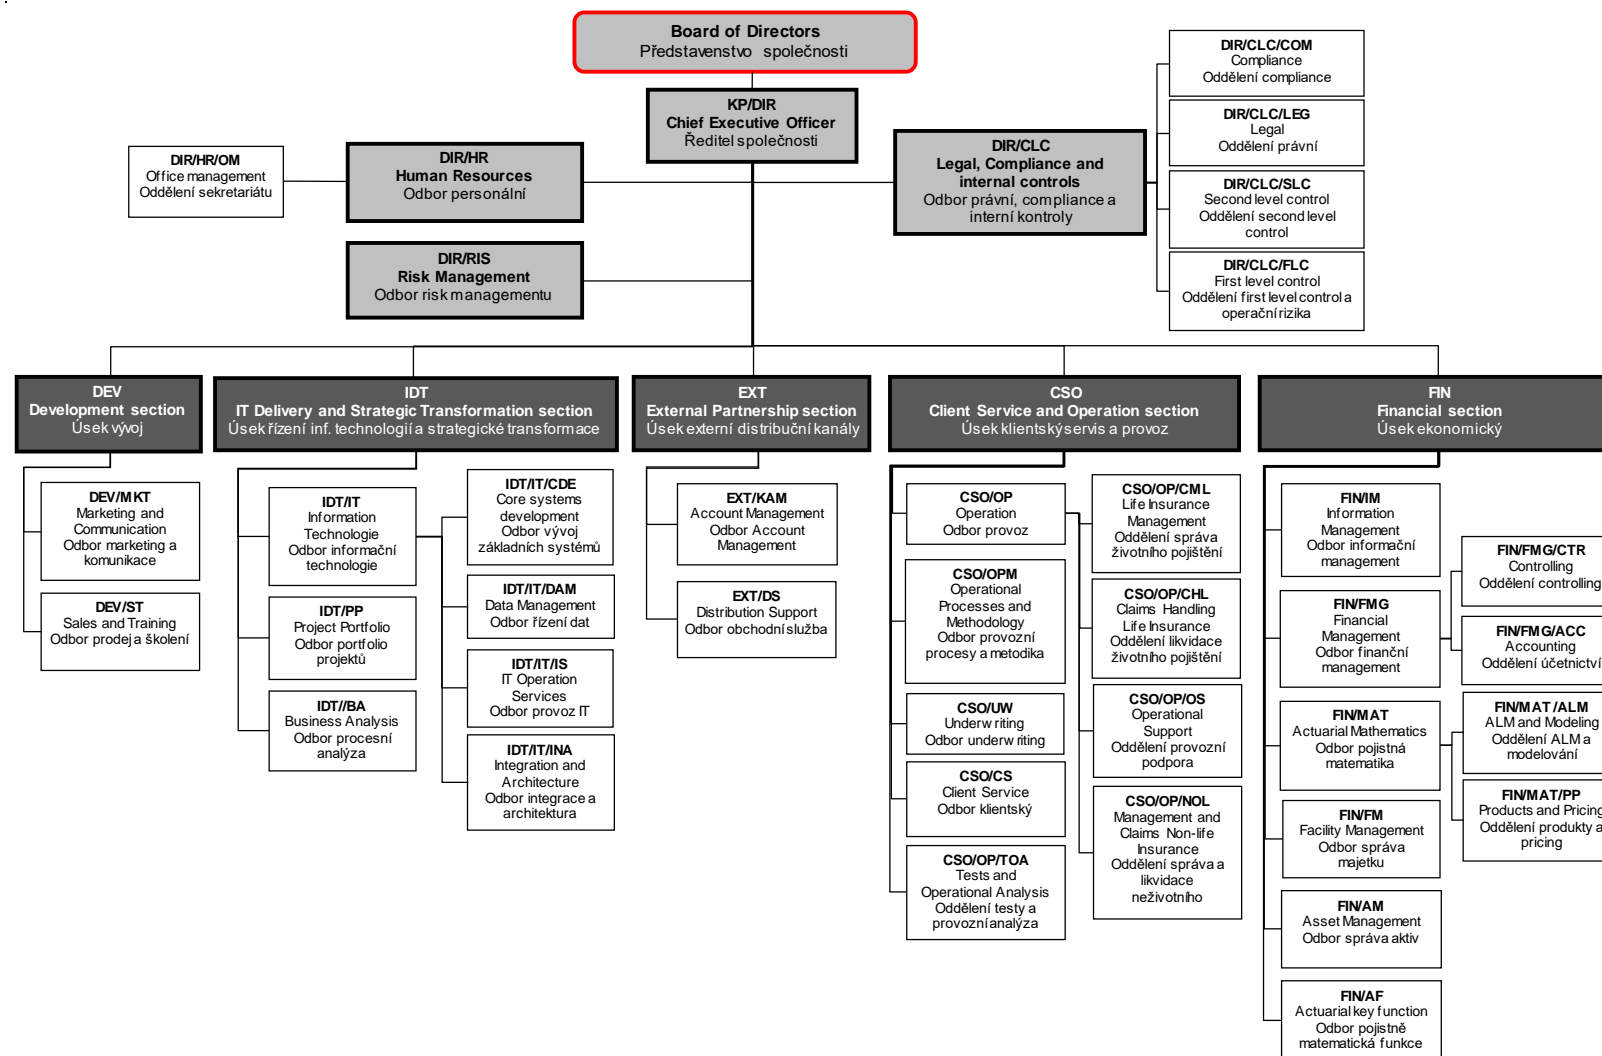 Board of Directors
Představenstvo společnosti
KP/DIR
Chief Executive Officer
Ředitel společnosti
DIR/HR/OM
Office management
Oddělení sekretariátu
DIR/HR
Human Resources
Odbor personální
DIR/RIS
Risk Management
Odbor risk managementu
DIR/CLC
Legal, Compliance and
internal controls
Odbor právní, compliance a
interní kontroly
DIR/CLC/COM
Compliance
Oddělení compliance
DIR/CLC/LEG
Legal
Oddělení právní
DIR/CLC/SLC
Second level control
Oddělení second level
control
DIR/CLC/FLC
First level control
Oddělení first level control a
operační rizika
DEV
Development section
Úsek vývoj
DEV/MKT
Marketing and
Communication
Odbor marketing a
komunikace
DEV/ST
Sales and Training
Odbor prodej a školení
IDT
IT Delivery and Strategic Transformation section
Úsek řízení inf. technologií a strategické transformace
IDT/IT
Information
Technologie
Odbor informační
technologie
IDT/PP
Project Portfolio
Odbor portfolio
projektů
IDT//BA
Business Analysis
Odbor procesní
analýza
IDT/IT/CDE
Core systems
development
Odbor vývoj
základních systémů
IDT/IT/DAM
Data Management
Odbor řízení dat
IDT/IT/IS
IT Operation
Services
Odbor provoz IT
IDT/IT/INA
Integration and
Architecture
Odbor integrace a
architektura
EXT
External Partnership section
Úsek externí distribuční kanály
EXT/KAM
Account Management
Odbor Account
Management
EXT/DS
Distribution Support
Odbor obchodní služba
CSO
Client Service and Operation section
Úsek klientský servis a provoz
CSO/OP
Operation
Odbor provoz
CSO/OPM
Operational
Processes and
Methodology
Odbor provozní
procesy a metodika
CSO/UW
Underwriting
Odbor underwriting
CSO/CS
Client Service
Odbor klientský
CSO/OP/TOA
Tests and
Operational Analysis
Oddělení testy a
provozní analýza
CSO/OP/CML
Life Insurance
Management
Oddělení správa
životního pojištění
CSO/OP/CHL
Claims Handling
Life Insurance
Oddělení likvidace
životního pojištění
CSO/OP/OS
Operational
Support
Oddělení provozní
podpora
CSO/OP/NOL
Management and
Claims Non-life
Insurance
Oddělení správa a
likvidace
neživotního
FIN
Financial section
Úsek ekonomický
FIN/IM
Information
Management
Odbor informační
management
FIN/FMG
Financial
Management
Odbor finanční
management
FIN/MAT
Actuarial Mathematics
Odbor pojistná
matematika
FIN/FM
Facility Management
Odbor správa
majetku
FIN/AM
Asset Management
Odbor správa aktiv
FIN/AF
Actuarial key function
Odbor pojistně
matematická funkce
FIN/FMG/CTR
Controlling
Oddělení controlling
FIN/FMG/ACC
Accounting
Oddělení účetnictví
FIN/MAT/ALM
ALM and Modeling
Oddělení ALM a
modelování
FIN/MAT/PP
Products and Pricing
Oddělení produkty a
pricing